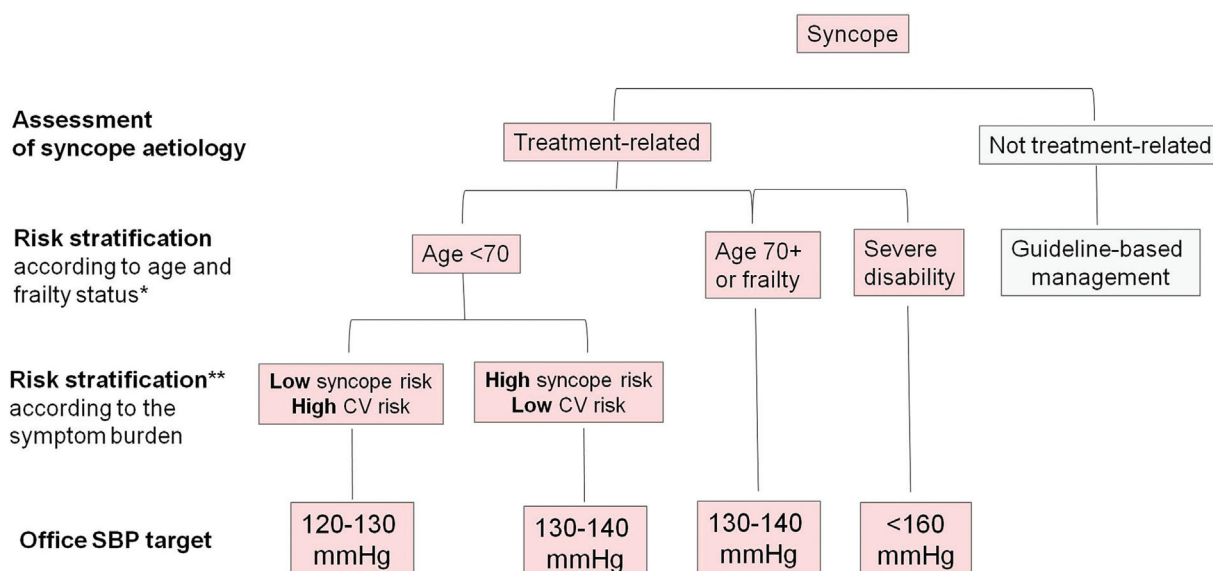 Syncope
Assessment
of syncope aetiology
Treatment-related
Not treatment-related
Risk stratification
according to age and
frailty status*
Age <70
Age 70+
or frailty
Severe
disability
Guideline-based
management
Risk stratification**
according to the
symptom burden
Low syncope risk
High CV risk
High syncope risk
Low CV risk
Office SBP target
120-130
mmHg
130-140
mmHg
130-140
mmHg
<160
mmHg